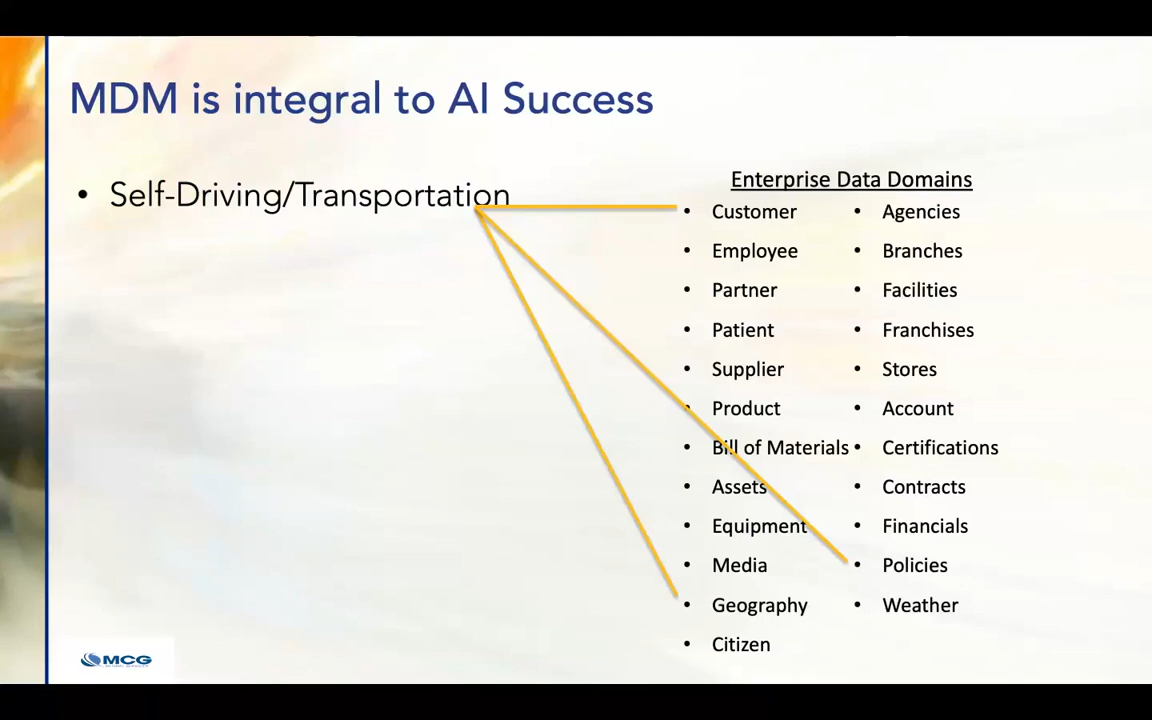 MDM is integral to AI Success
• Self-Driving/Transportation
Enterprise Data Domains
• Customer
• Employee
• Partner
• Patient
• Supplier
• Product
• Bill of Materials
• Assets
• Equipment
• Media
• Geography
• Citizen
• Agencies
• Branches
• Facilities
• Franchises
• Stores
• Account
• Certifications
• Contracts
• Financials
• Policies
• Weather
MCG